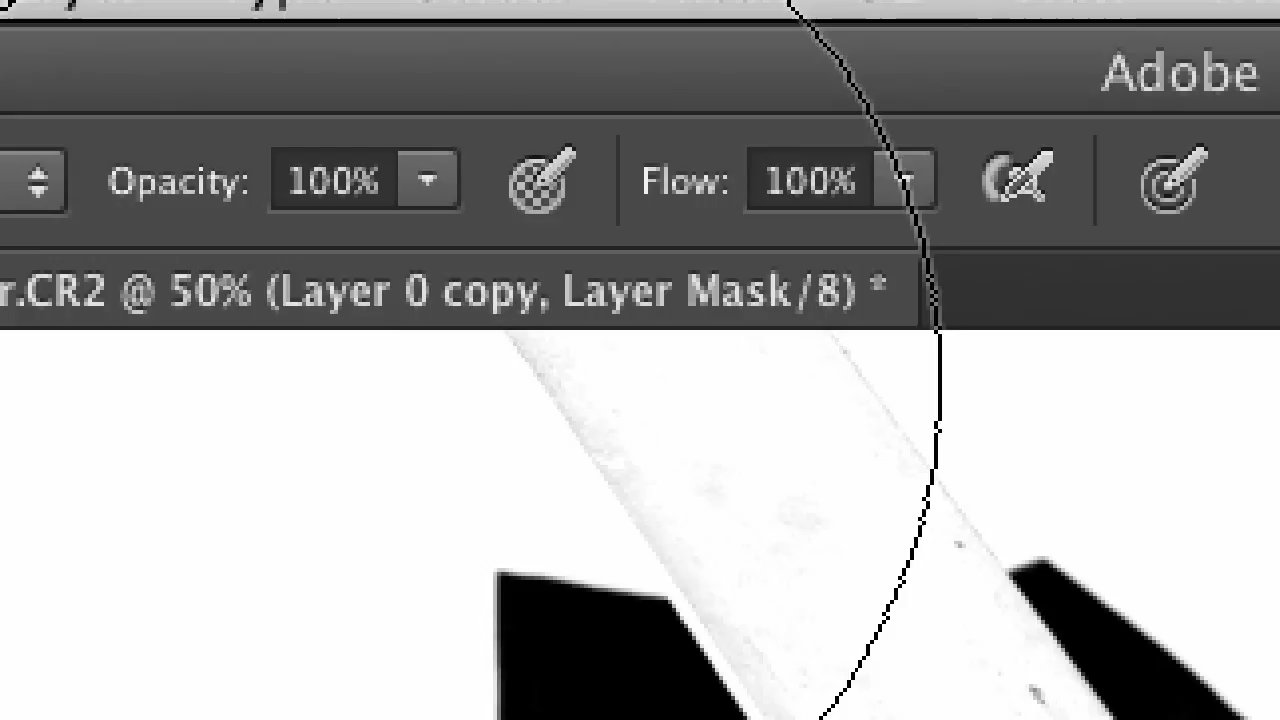 Adobe
Opacity: 100% Flow: 100%
r.CR2 @ 50% (Layer 0 copy, Layer Mask/8) *